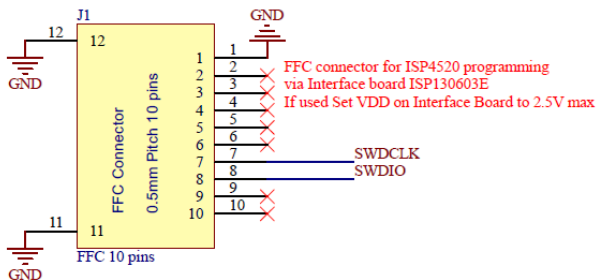 J1
GND
12
12
GND
1
1
2
2
3
3
4
4
5
5
6
6
7
7
SWDCLK
8
8
SWDIO
9
9
10
10
FFC Connector
0.5mm Pitch 10 pins
FFC connector for ISP4520 programming
via Interface board ISP130603E
If used Set VDD on Interface Board to 2.5V max
11
11
GND
FFC 10 pins